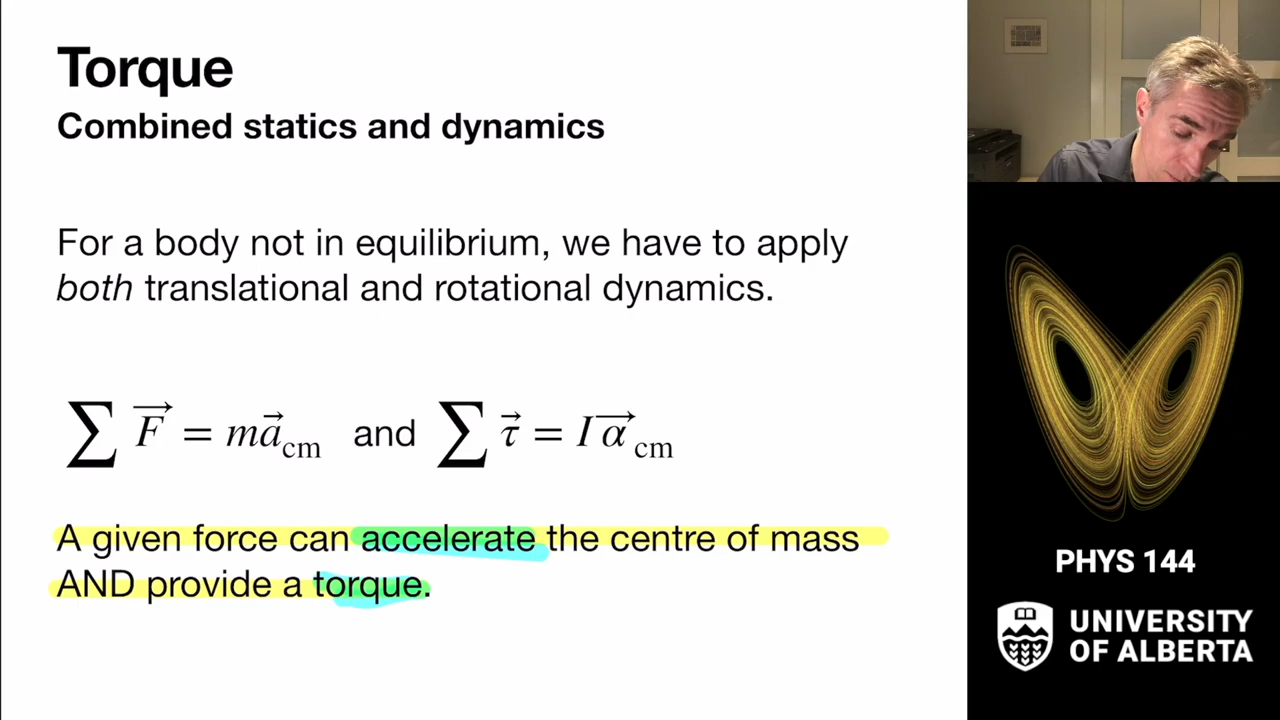 Torque
Combined statics and dynamics
For a body not in equilibrium, we have to apply
both translational and rotational dynamics.
∑ F⃗ = ma⃗cm and ∑ τ⃗ = Iα⃗cm
A given force can accelerate the centre of mass
AND provide a torque.
PHYS 144
UNIVERSITY
OF ALBERTA